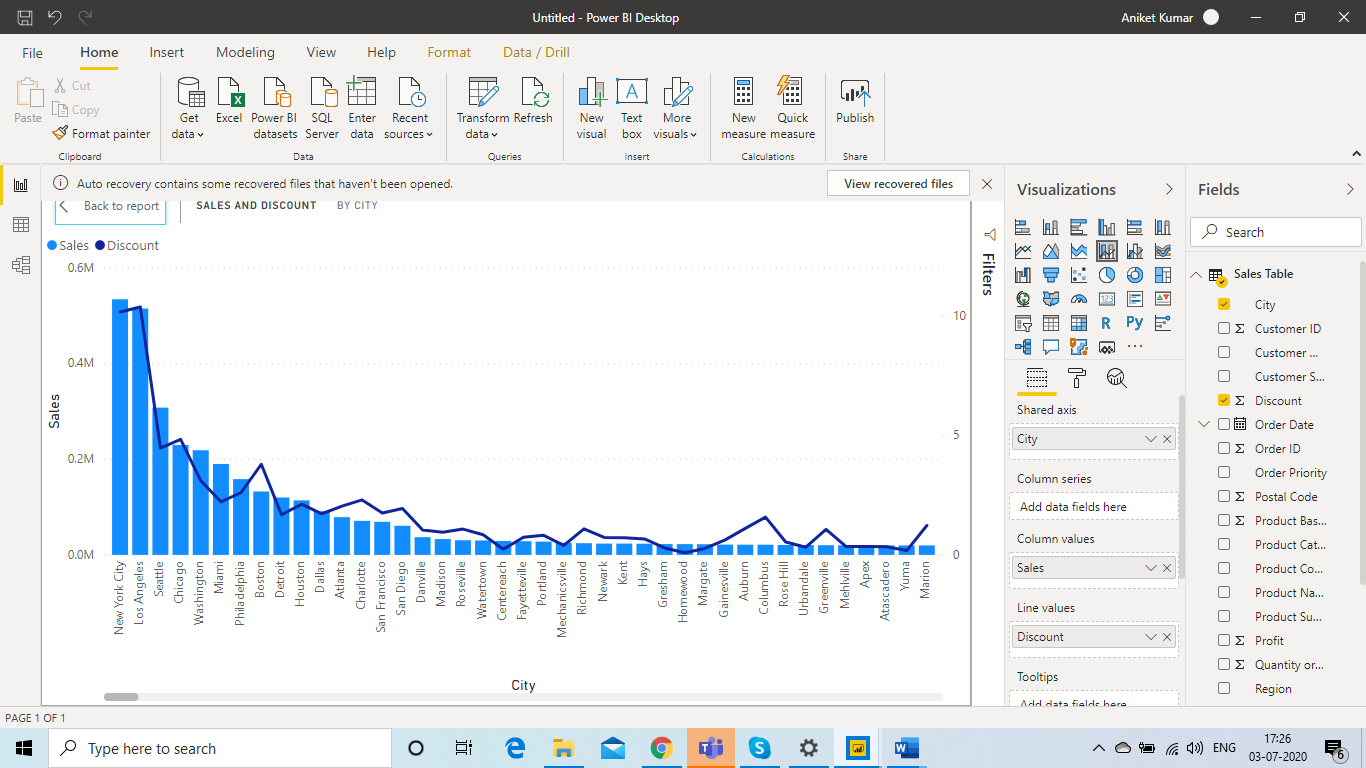 Untitled - Power BI Desktop
Aniket Kumar
File Home Insert Modeling View Help Format Data / Drill
Paste
Cut
Copy
Format painter
Clipboard
Get data
Excel
Power BI datasets
SQL Server
Enter data
Recent sources
Data
Transform data
Refresh
Queries
New visual
Text box
More visuals
Insert
New measure
Quick measure
Calculations
Publish
Share
Auto recovery contains some recovered files that haven't been opened.
View recovered files
Back to report
SALES AND DISCOUNT BY CITY
Sales Discount
0.6M
0.4M
0.2M
0.0M
Sales
10
5
0
New York City
Los Angeles
Seattle
Chicago
Washington
Miami
Philadelphia
Boston
Detroit
Houston
Dallas
Atlanta
Charlotte
San Francisco
San Diego
Danville
Madison
Roseville
Watertown
Centereach
Fayetteville
Portland
Mechanicsville
Richmond
Newark
Kent
Hays
Gresham
Homewood
Margate
Gainesville
Auburn
Columbus
Rose Hill
Urbandale
Greenville
Mehlville
Apex
Atascadero
Yuma
Marion
City
Filters
Visualizations
123
R
Py
Shared axis
City
Column series
Add data fields here
Column values
Sales
Line values
Discount
Tooltips
Add data fields here
Fields
Search
Sales Table
City
Σ Customer ID
Customer ...
Customer S...
Σ Discount
Order Date
Σ Order ID
Order Priority
Σ Postal Code
Σ Product Bas...
Product Cat...
Product Co...
Product Na...
Product Su...
Σ Profit
Σ Quantity or...
Region
PAGE 1 OF 1
Type here to search
ENG
17:26
03-07-2020
6